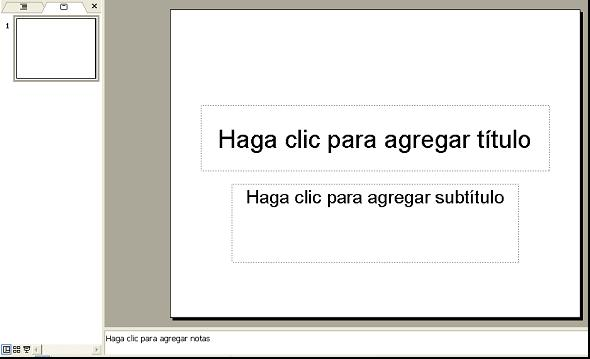 1
Haga clic para agregar título
Haga clic para agregar subtítulo
Haga clic para agregar notas